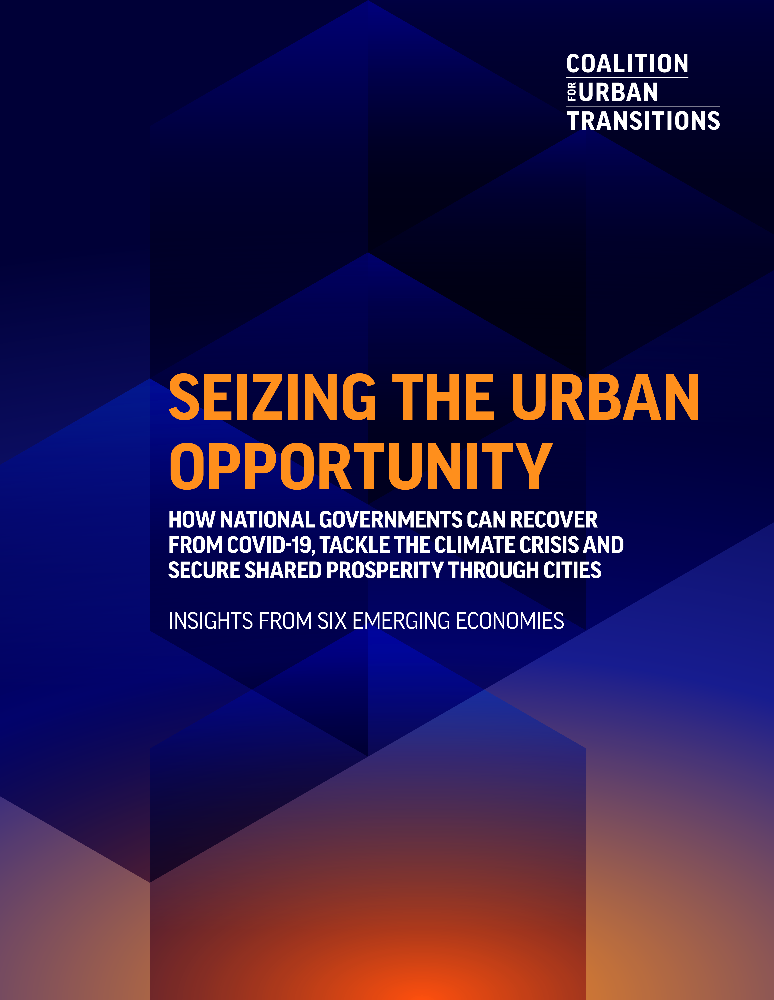 COALITION
FOR URBAN
TRANSITIONS
SEIZING THE URBAN
OPPORTUNITY
HOW NATIONAL GOVERNMENTS CAN RECOVER
FROM COVID-19, TACKLE THE CLIMATE CRISIS AND
SECURE SHARED PROSPERITY THROUGH CITIES
INSIGHTS FROM SIX EMERGING ECONOMIES